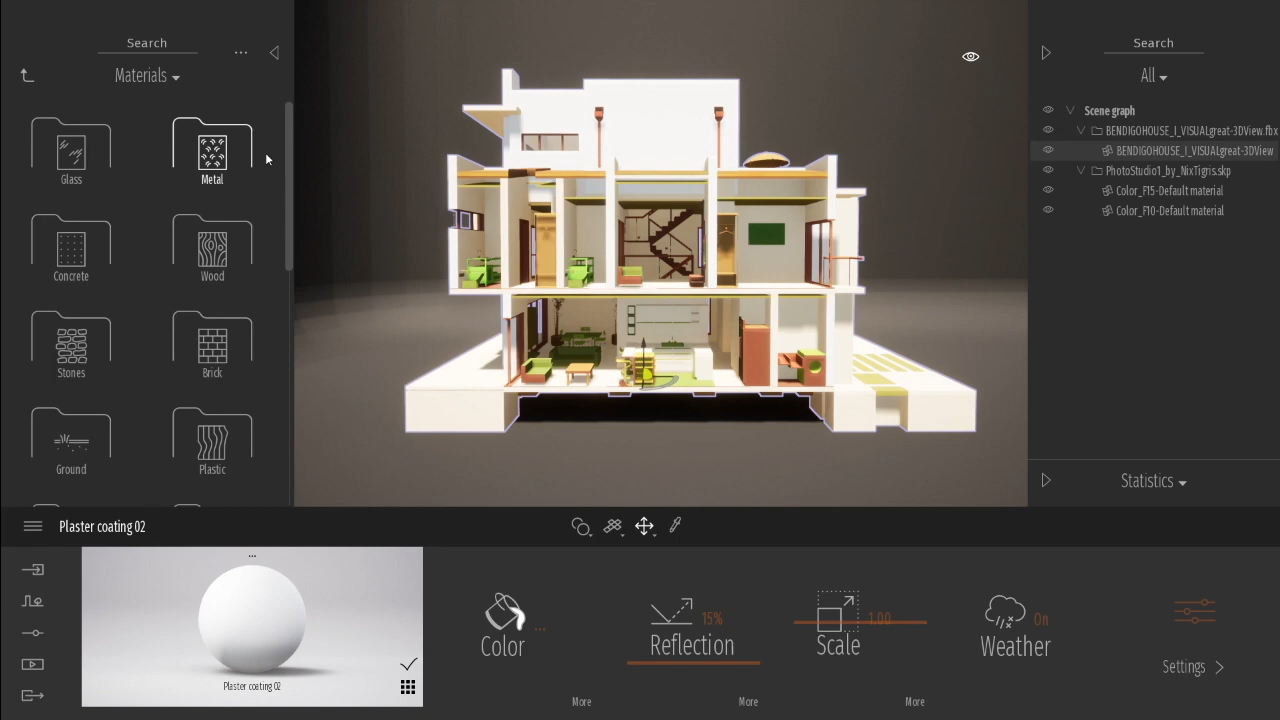 Search
...
Materials
Glass
Metal
Concrete
Wood
Stones
Brick
Ground
Plastic
Search
All
Scene graph
BENDIGOHOUSE_I_VISUALgreat-3DView.fbx
BENDIGOHOUSE_I_VISUALgreat-3DView
PhotoStudio1_by_NixTigris.skp
Color_F15-Default material
Color_F10-Default material
Statistics
Plaster coating 02
...
Plaster coating 02
Color
...
15%
Reflection
1.00
Scale
On
Weather
Settings
More
More
More